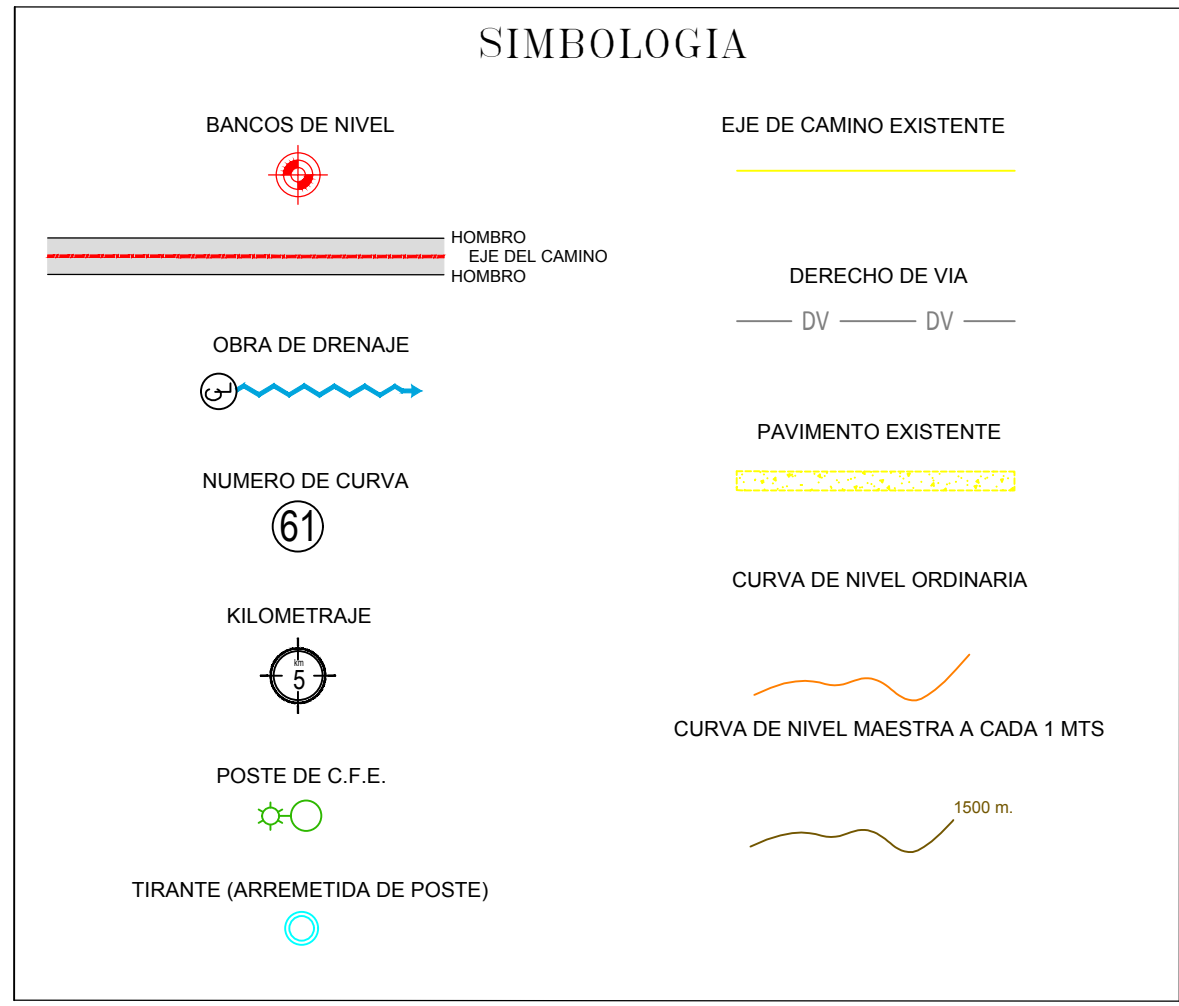 SIMBOLOGIA
BANCOS DE NIVEL
HOMBRO
EJE DEL CAMINO
HOMBRO
OBRA DE DRENAJE
NUMERO DE CURVA
61
KILOMETRAJE
km
5
POSTE DE C.F.E.
TIRANTE (ARREMETIDA DE POSTE)
EJE DE CAMINO EXISTENTE
DERECHO DE VIA
DV DV
PAVIMENTO EXISTENTE
CURVA DE NIVEL ORDINARIA
CURVA DE NIVEL MAESTRA A CADA 1 MTS
1500 m.